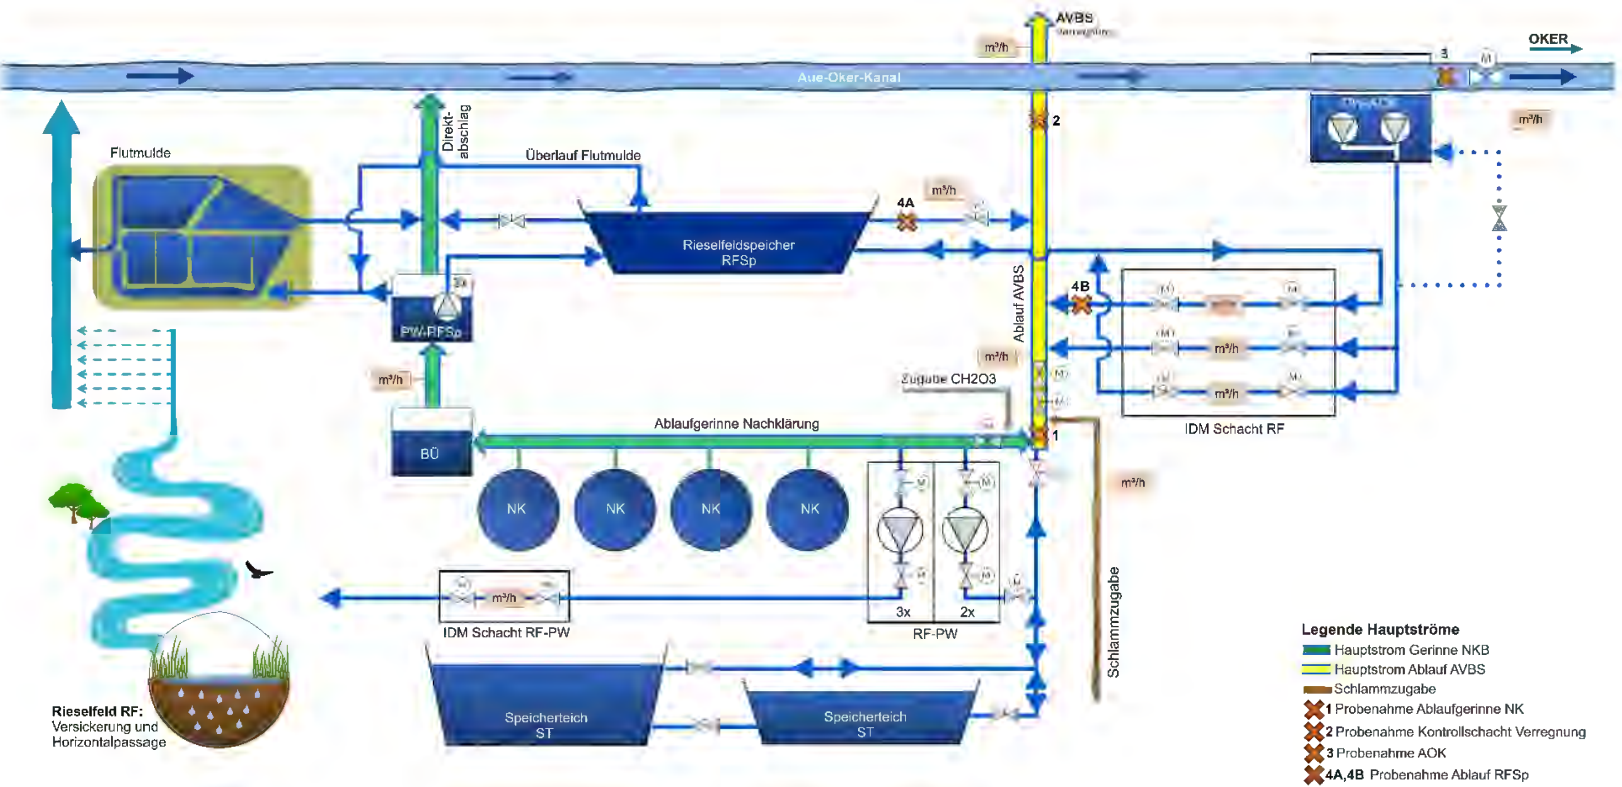 AVBS
m³/h
OKER
3
M
Aue-Oker-Kanal
m³/h
2
Direkt-
abschlag
Flutmulde
Überlauf Flutmulde
4A
m³/h
Rieselfeldspeicher
RFSp
Ablauf AVBS
4B
M
m³/h
M
m³/h
M
m³/h
M
IDM Schacht RF
PW-RFSp
m³/h
m³/h
M
M
Zugabe CH2O3
Ablaufgerinne Nachklärung
1
BÜ
NK
NK
NK
NK
M
M
M
M
m³/h
3x
2x
RF-PW
m³/h
IDM Schacht RF-PW
Schlammzugabe
Speicherteich
ST
Speicherteich
ST
Rieselfeld RF:
Versickerung und
Horizontalpassage
Legende Hauptströme
Hauptstrom Gerinne NKB
Hauptstrom Ablauf AVBS
Schlammzugabe
1 Probenahme Ablaufgerinne NK
2 Probenahme Kontrollschacht Verregnung
3 Probenahme AOK
4A,4B Probenahme Ablauf RFSp